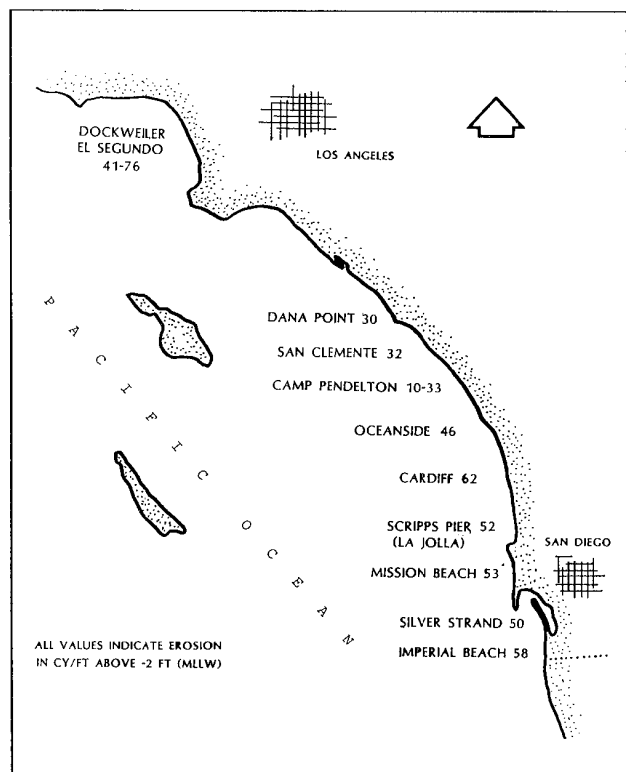 DOCKWEILER
EL SEGUNDO
41-76
LOS ANGELES
DANA POINT 30
SAN CLEMENTE 32
CAMP PENDELTON 10-33
OCEANSIDE 46
CARDIFF 62
SCRIPPS PIER 52
(LA JOLLA)
SAN DIEGO
MISSION BEACH 53
SILVER STRAND 50
IMPERIAL BEACH 58
PACIFIC OCEAN
ALL VALUES INDICATE EROSION
IN CY/FT ABOVE -2 FT (MLLW)